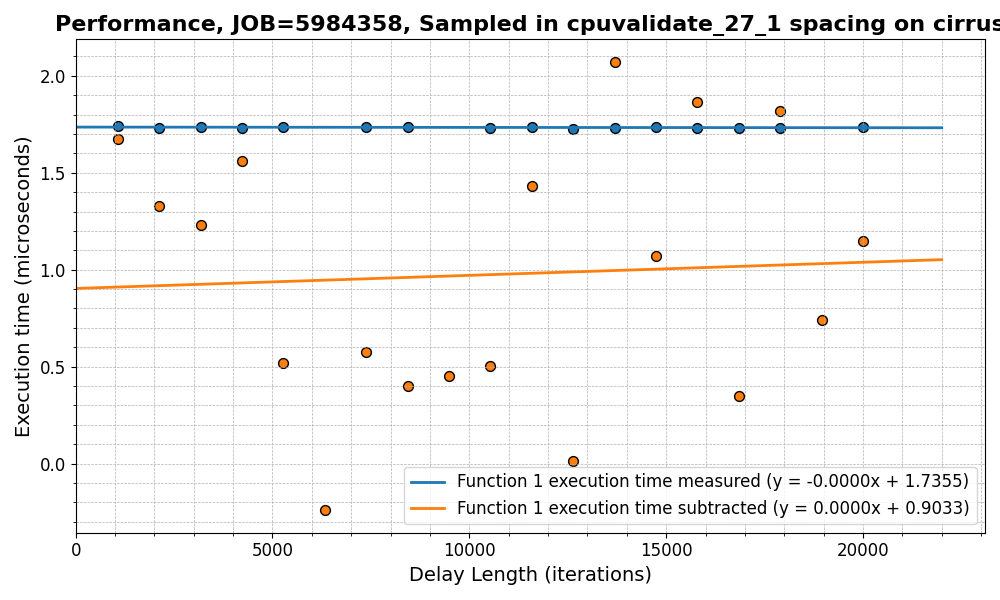 Performance, JOB=5984358, Sampled in cpuvalidate_27_1 spacing on cirrus
Execution time (microseconds)
2.0
1.5
1.0
0.5
0.0
Function 1 execution time measured (y = -0.0000x + 1.7355)
Function 1 execution time subtracted (y = 0.0000x + 0.9033)
0 5000 10000 15000 20000
Delay Length (iterations)